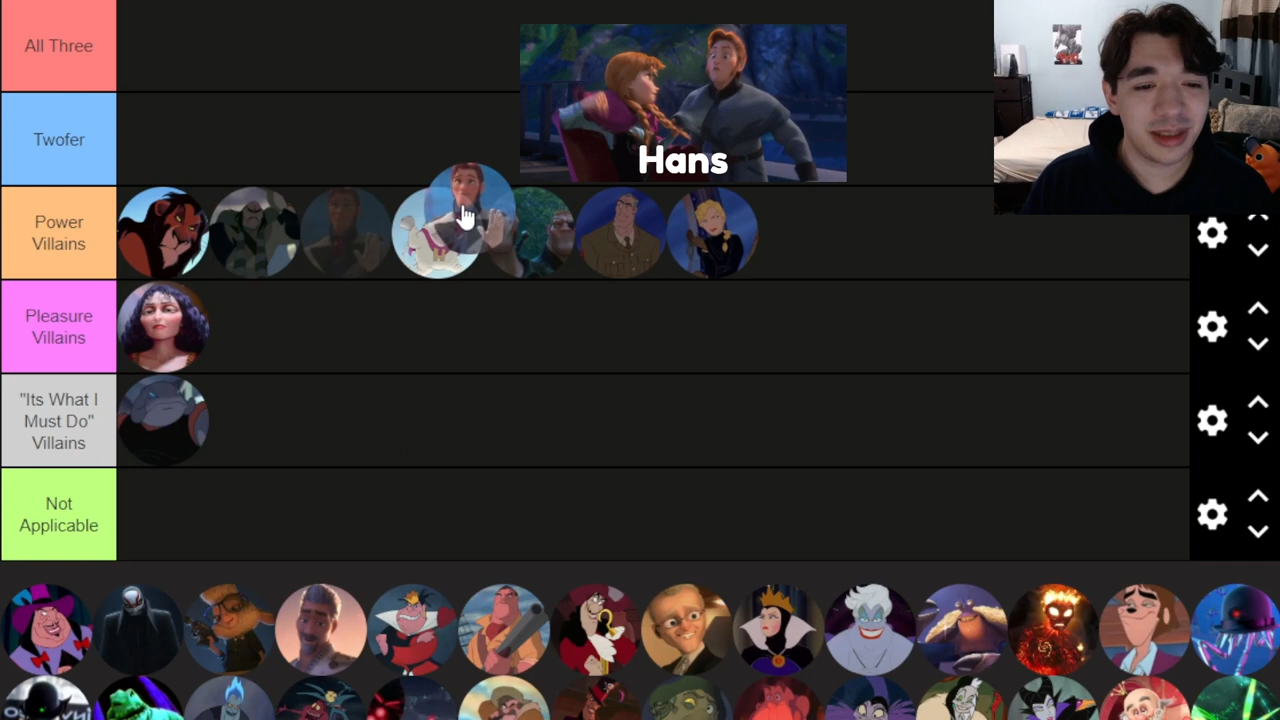 All Three
Hans
Twofer
Power
Villains
Pleasure
Villains
"Its What I
Must Do"
Villains
Not
Applicable